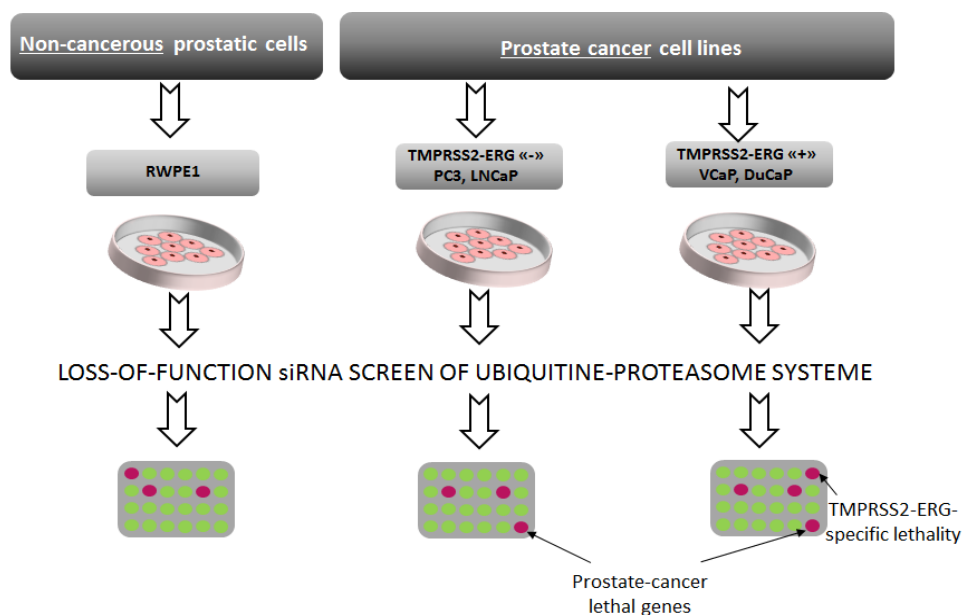 Non-cancerous prostatic cells
Prostate cancer cell lines
RWPE1
TMPRSS2-ERG «-»
PC3, LNCaP
TMPRSS2-ERG «+»
VCaP, DuCaP
LOSS-OF-FUNCTION siRNA SCREEN OF UBIQUITINE-PROTEASOME SYSTEME
TMPRSS2-ERG-
specific lethality
Prostate-cancer
lethal genes